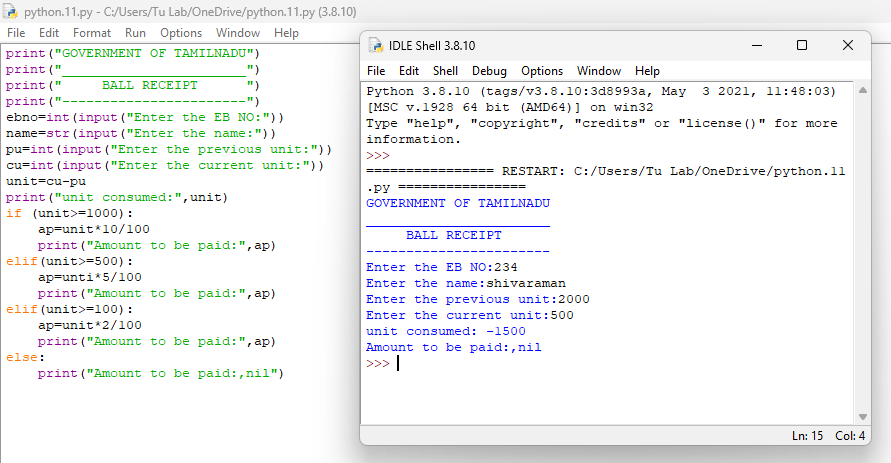 python.11.py - C:/Users/Tu Lab/OneDrive/python.11.py (3.8.10)
File Edit Format Run Options Window Help
print("GOVERNMENT OF TAMILNADU")
print("_______________________")
print("     BALL RECEIPT      ")
print("-----------------------")
ebno=int(input("Enter the EB NO:"))
name=str(input("Enter the name:"))
pu=int(input("Enter the previous unit:"))
cu=int(input("Enter the current unit:"))
unit=cu-pu
print("unit consumed:",unit)
if (unit>=1000):
    ap=unit*10/100
    print("Amount to be paid:",ap)
elif(unit>=500):
    ap=unti*5/100
    print("Amount to be paid:",ap)
elif(unit>=100):
    ap=unit*2/100
    print("Amount to be paid:",ap)
else:
    print("Amount to be paid:,nil")
IDLE Shell 3.8.10
File Edit Shell Debug Options Window Help
Python 3.8.10 (tags/v3.8.10:3d8993a, May  3 2021, 11:48:03)
[MSC v.1928 64 bit (AMD64)] on win32
Type "help", "copyright", "credits" or "license()" for more
information.
>>>
================ RESTART: C:/Users/Tu Lab/OneDrive/python.11
.py ================
GOVERNMENT OF TAMILNADU
_______________________
     BALL RECEIPT
-----------------------
Enter the EB NO:234
Enter the name:shivaraman
Enter the previous unit:2000
Enter the current unit:500
unit consumed: -1500
Amount to be paid:,nil
>>>
Ln: 15 Col: 4